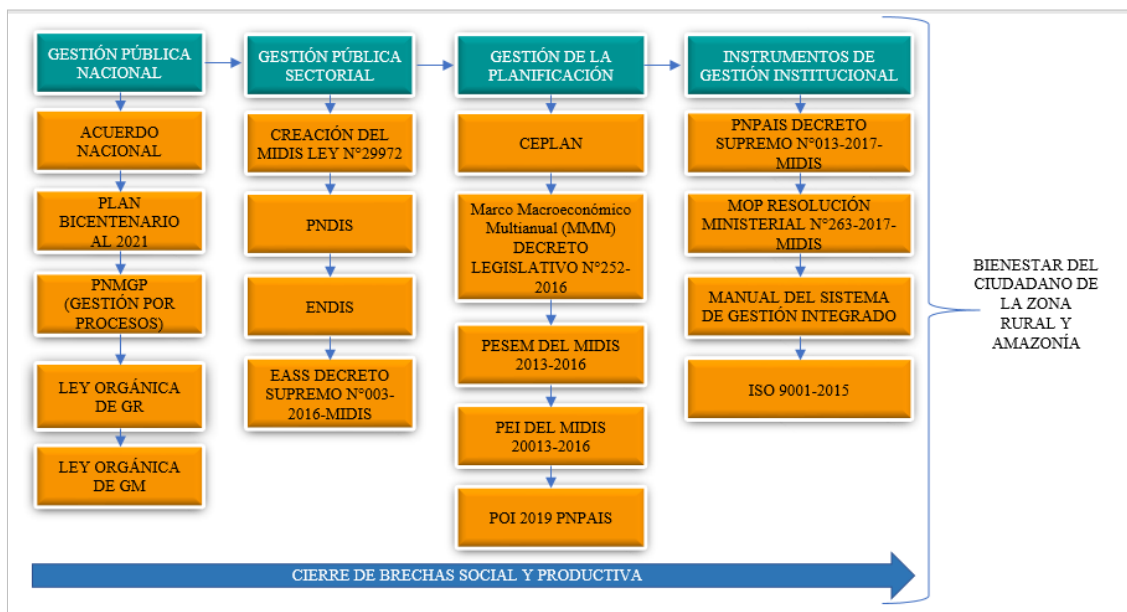 GESTIÓN PÚBLICA
NACIONAL
ACUERDO
NACIONAL
PLAN
BICENTENARIO
AL 2021
PNMGP
(GESTIÓN POR
PROCESOS)
LEY ORGÁNICA
DE GR
LEY ORGÁNICA
DE GM
GESTIÓN PÚBLICA
SECTORIAL
CREACIÓN DEL
MIDIS LEY N°29972
PNDIS
ENDIS
EASS DECRETO
SUPREMO N°003-
2016-MIDIS
GESTIÓN DE LA
PLANIFICACIÓN
CEPLAN
Marco Macroeconómico
Multianual (MMM)
DECRETO
LEGISLATIVO N°252-
2016
PESEM DEL MIDIS
2013-2016
PEI DEL MIDIS
20013-2016
POI 2019 PNPAIS
INSTRUMENTOS DE
GESTIÓN INSTITUCIONAL
PNPAIS DECRETO
SUPREMO N°013-2017-
MIDIS
MOP RESOLUCIÓN
MINISTERIAL N°263-2017-
MIDIS
MANUAL DEL SISTEMA
DE GESTIÓN INTEGRADO
ISO 9001-2015
BIENESTAR DEL
CIUDADANO DE
LA ZONA
RURAL Y
AMAZONÍA
CIERRE DE BRECHAS SOCIAL Y PRODUCTIVA